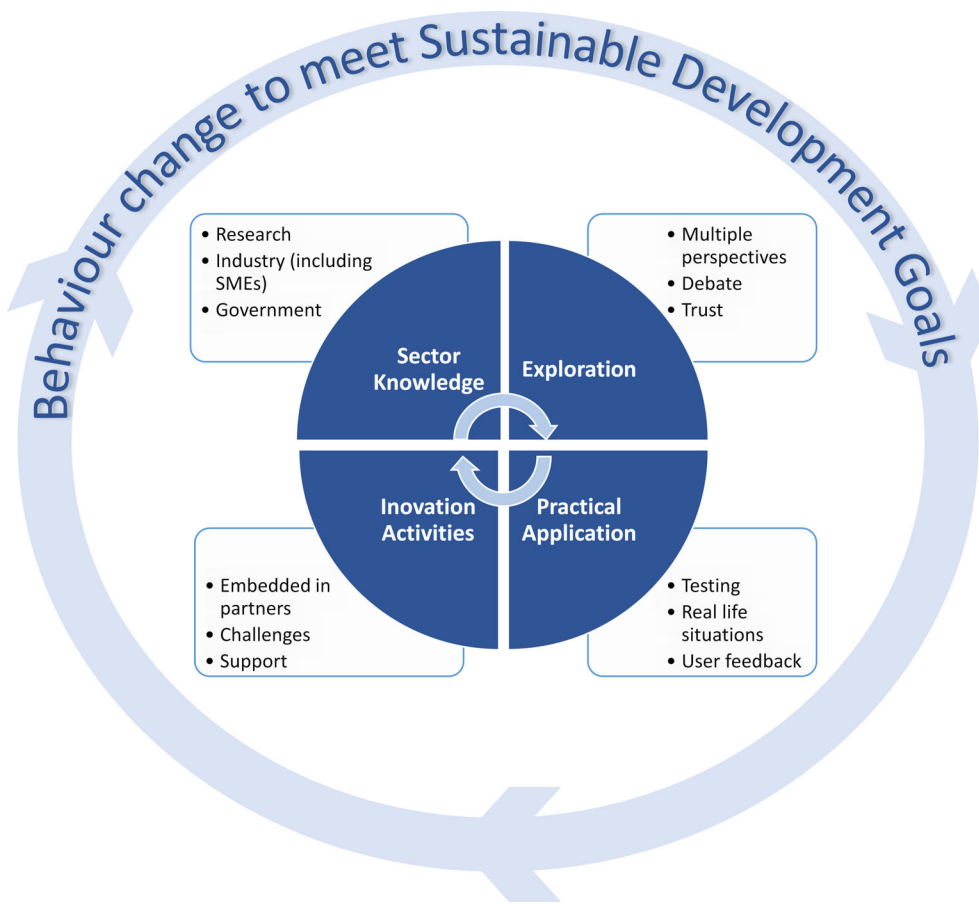 Behaviour change to meet Sustainable Development Goals
• Research
• Industry (including
SMEs)
• Government
• Multiple
perspectives
• Debate
• Trust
Sector
Knowledge
Exploration
Inovation
Activities
Practical
Application
• Embedded in
partners
• Challenges
• Support
• Testing
• Real life
situations
• User feedback